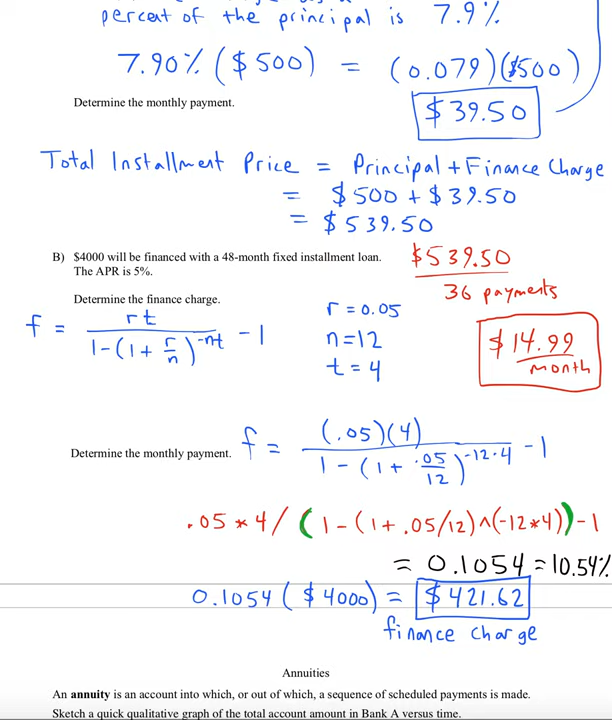 percent of the principal is 7.9%
7.90% ($500) = (0.079)($500)
Determine the monthly payment.
$39.50
Total Installment Price = Principal + Finance Charge
= $500 + $39.50
= $539.50
B) $4000 will be financed with a 48-month fixed installment loan.
The APR is 5%.
$539.50
36 payments
$14.99
month
Determine the finance charge.
f = rt / 1-(1+r/n)^-nt - 1
r = 0.05
n=12
t = 4
Determine the monthly payment.
f = (.05)(4) / 1-(1+.05/12)^-12·4 - 1
.05*4/(1-(1+.05/12)^(-12*4))-1
= 0.1054 = 10.54%
0.1054($4000) = $421.62
finance charge
Annuities
An annuity is an account into which, or out of which, a sequence of scheduled payments is made.
Sketch a quick qualitative graph of the total account amount in Bank A versus time.